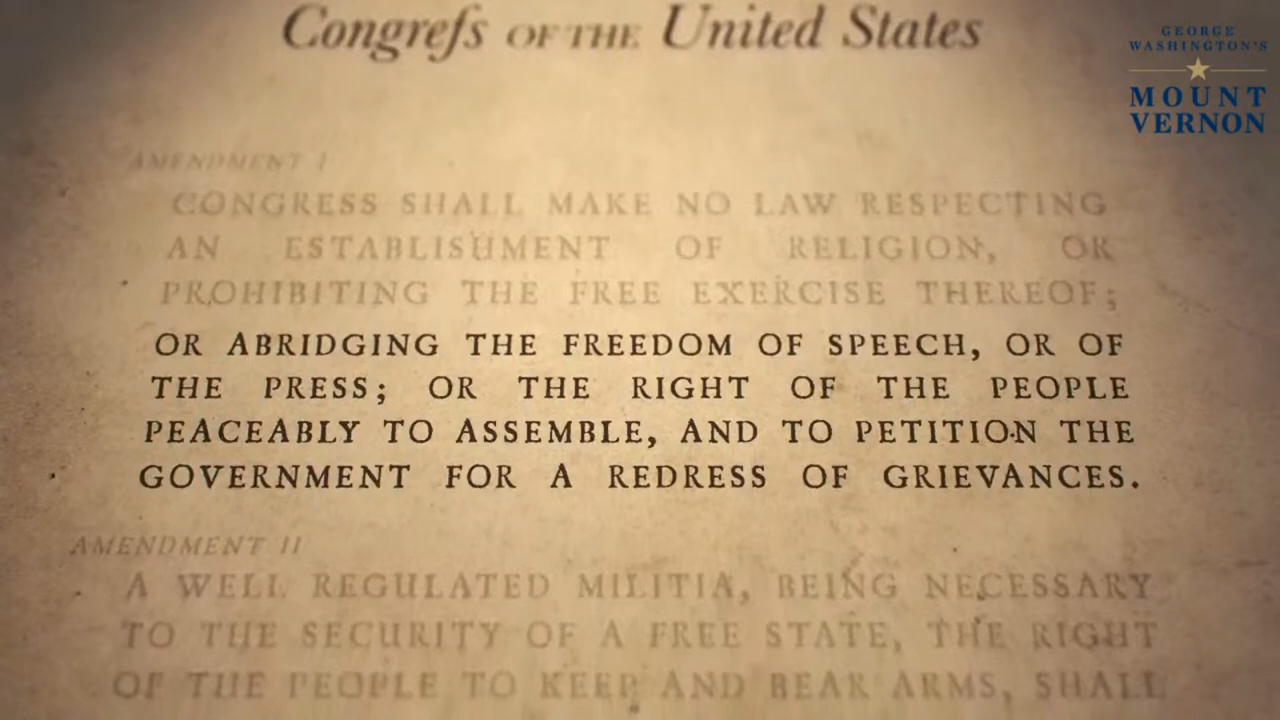 Congreſs OF THE United States
GEORGE
WASHINGTON'S
MOUNT
VERNON
AMENDMENT I
CONGRESS SHALL MAKE NO LAW RESPECTING
AN ESTABLISHMENT OF RELIGION, OR
PROHIBITING THE FREE EXERCISE THEREOF;
OR ABRIDGING THE FREEDOM OF SPEECH, OR OF
THE PRESS; OR THE RIGHT OF THE PEOPLE
PEACEABLY TO ASSEMBLE, AND TO PETITION THE
GOVERNMENT FOR A REDRESS OF GRIEVANCES.
AMENDMENT II
A WELL REGULATED MILITIA, BEING NECESSARY
TO THE SECURITY OF A FREE STATE, THE RIGHT
OF THE PEOPLE TO KEEP AND BEAR ARMS, SHALL